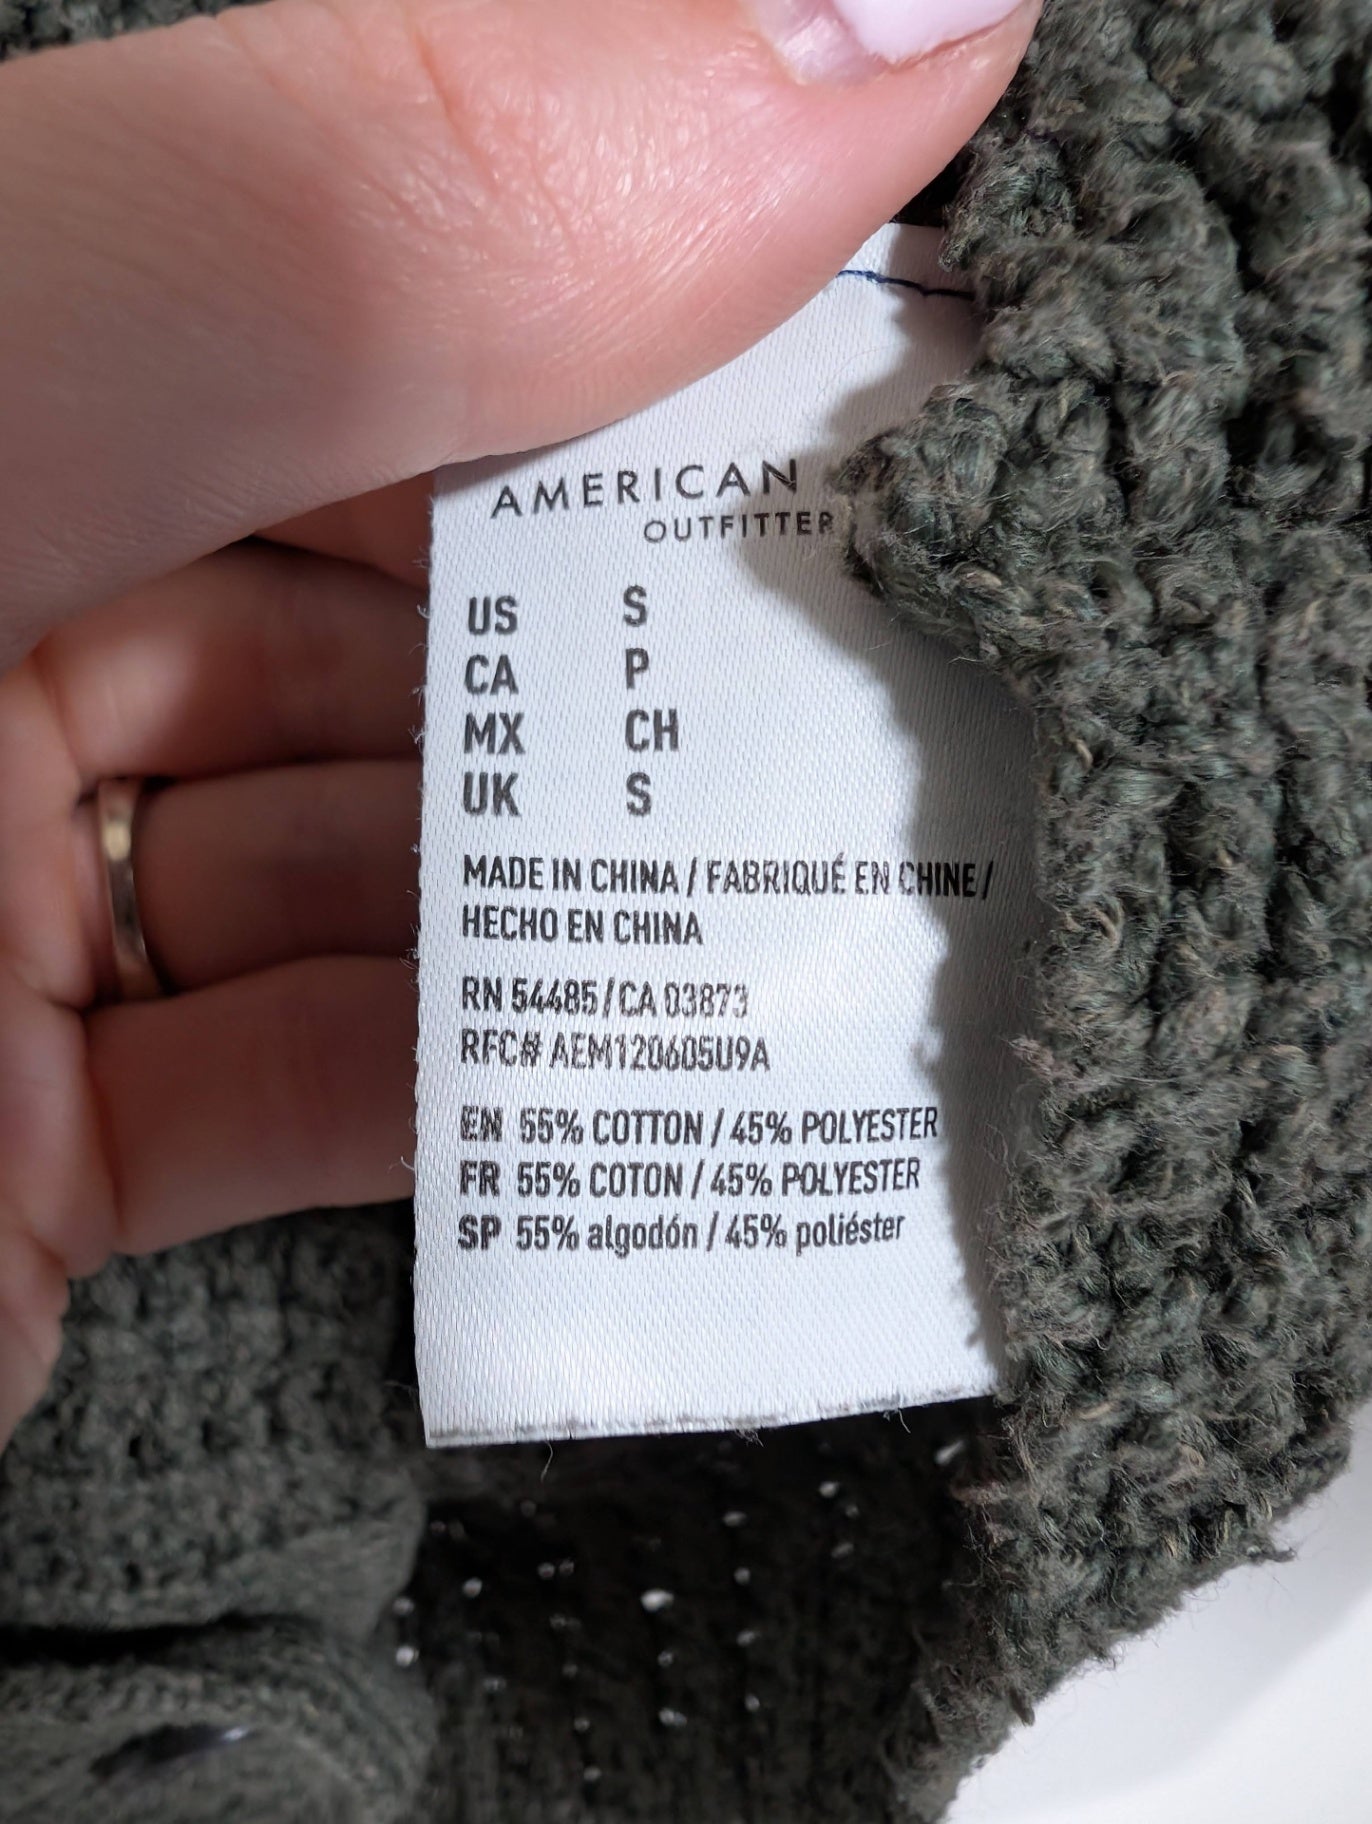 AMERICAN
OUTFITTER
US S
CA P
MX CH
UK S
MADE IN CHINA / FABRIQUÉ EN CHINE /
HECHO EN CHINA
RN 54485 / CA 03873
RFC# AEM120605U9A
EN 55% COTTON / 45% POLYESTER
FR 55% COTON / 45% POLYESTER
SP 55% algodón / 45% poliéster